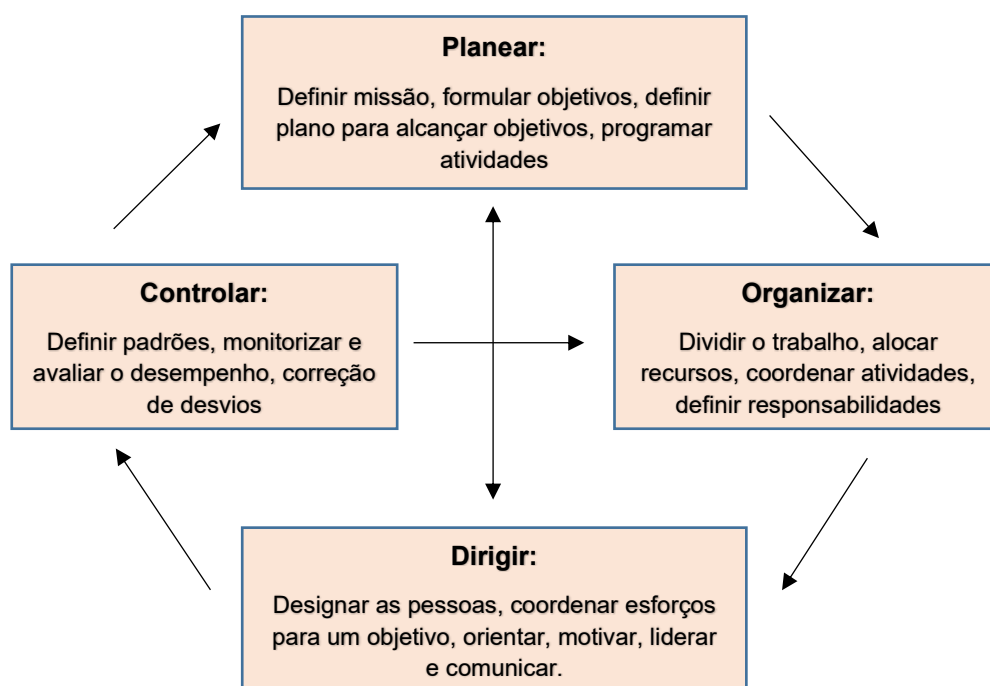 Planear:
Definir missão, formular objetivos, definir
plano para alcançar objetivos, programar
atividades
Controlar:
Definir padrões, monitorizar e
avaliar o desempenho, correção
de desvios
Organizar:
Dividir o trabalho, alocar
recursos, coordenar atividades,
definir responsabilidades
Dirigir:
Designar as pessoas, coordenar esforços
para um objetivo, orientar, motivar, liderar
e comunicar.